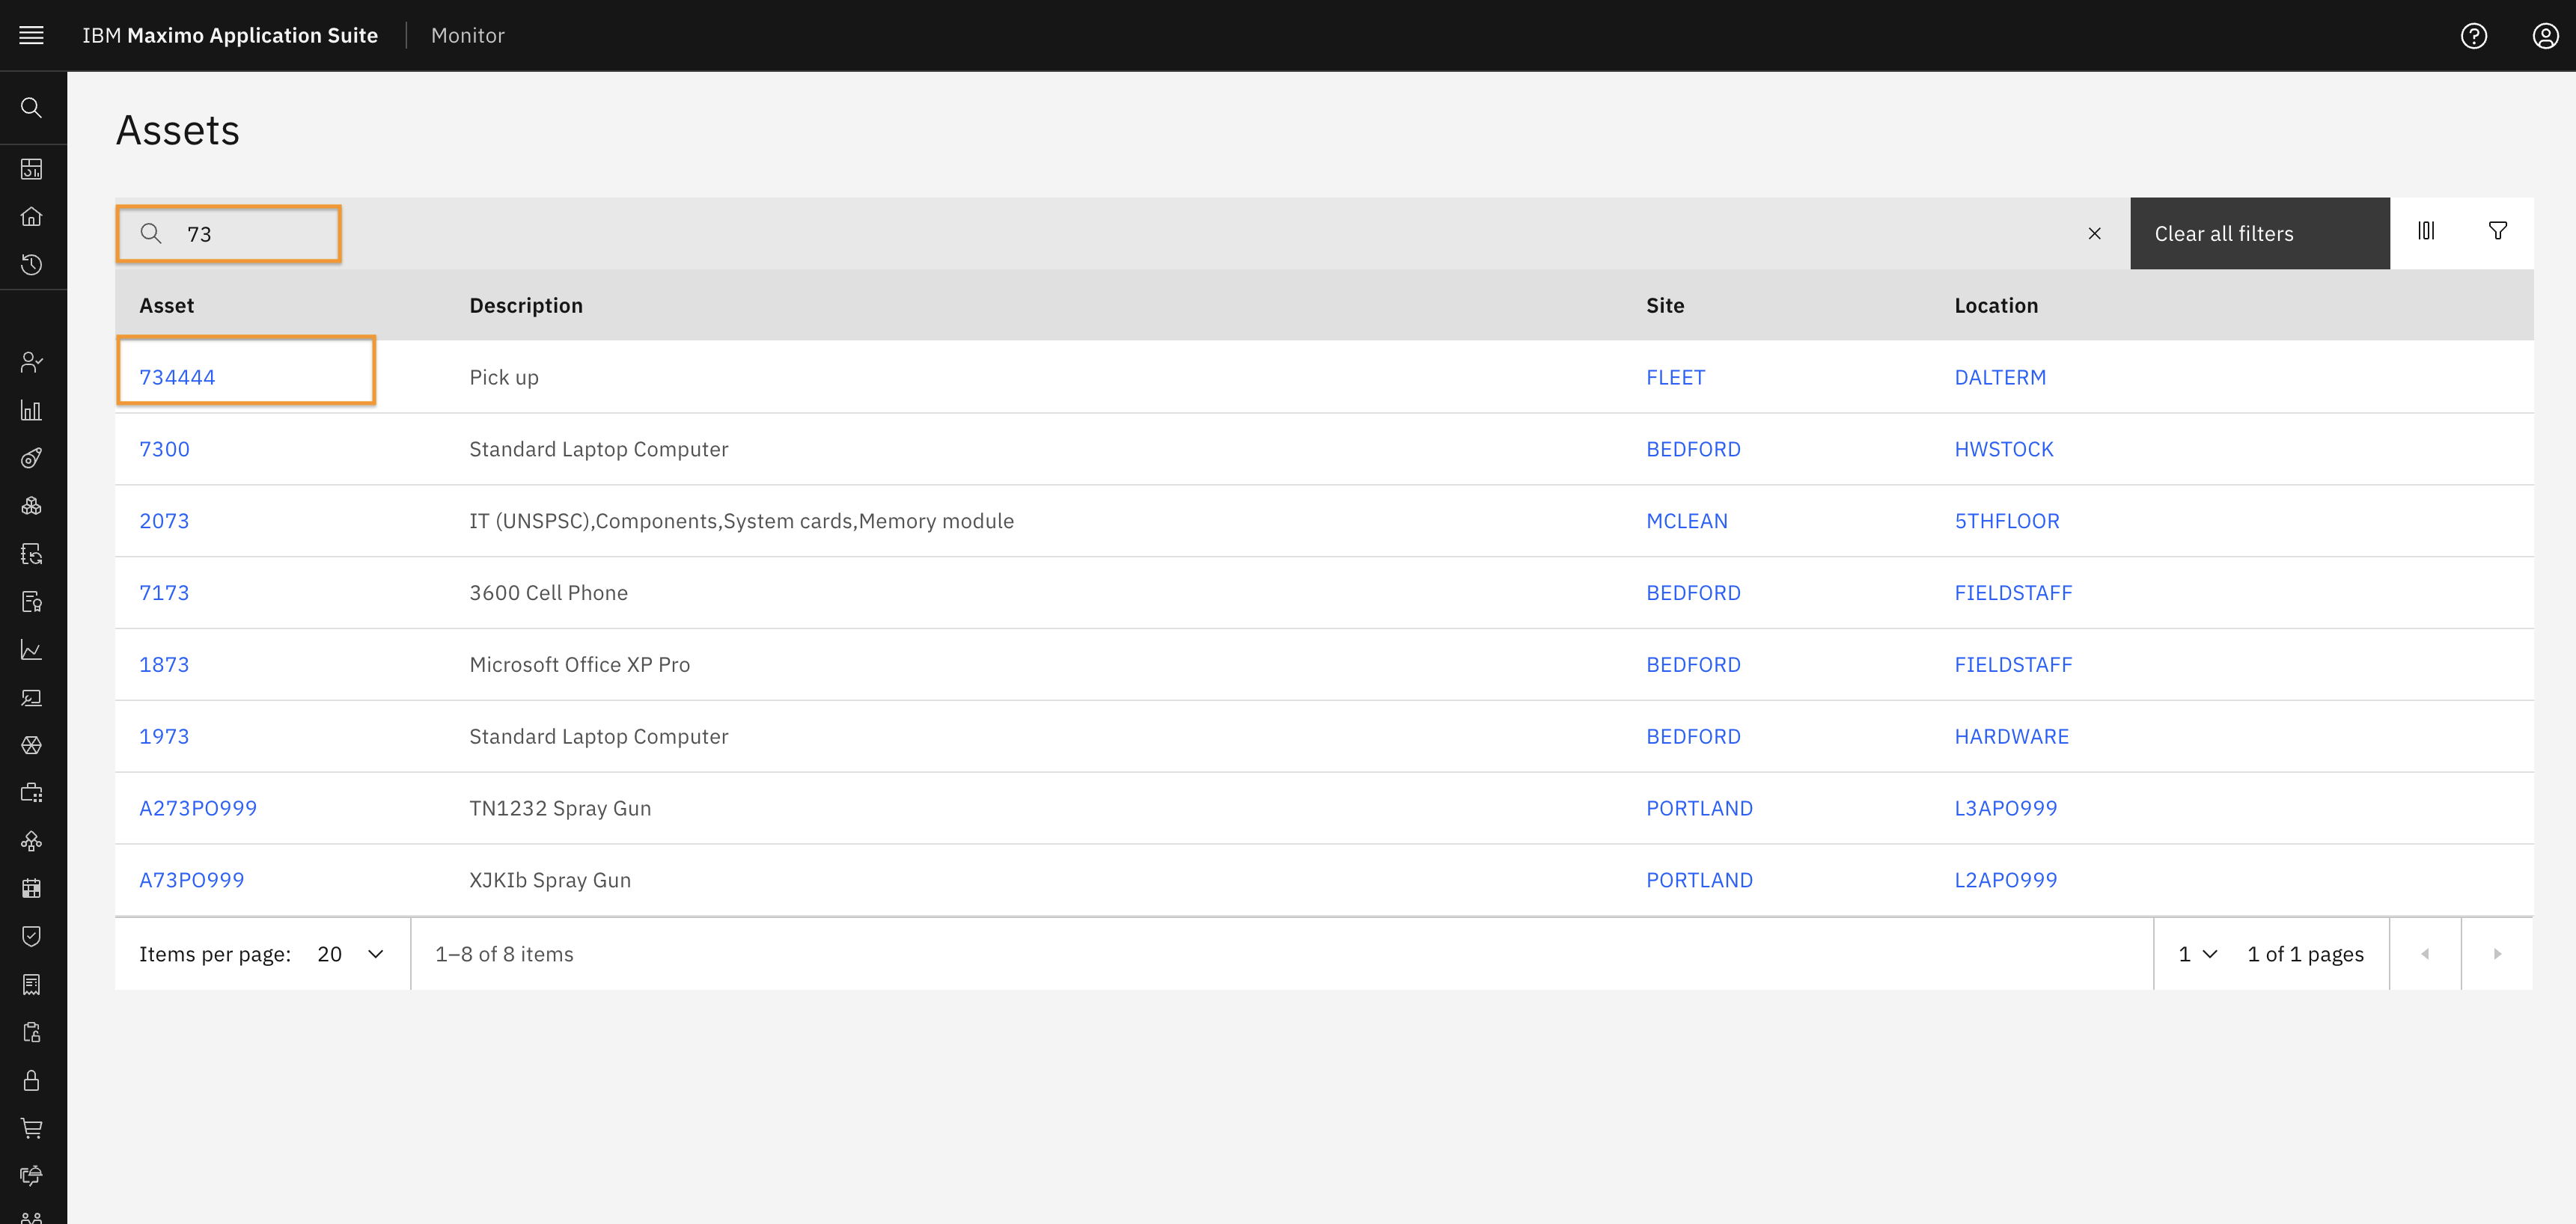 IBM Maximo Application Suite | Monitor
Assets
73
Clear all filters
Asset Description Site Location
734444 Pick up FLEET DALTERM
7300 Standard Laptop Computer BEDFORD HWSTOCK
2073 IT (UNSPSC),Components,System cards,Memory module MCLEAN 5THFLOOR
7173 3600 Cell Phone BEDFORD FIELDSTAFF
1873 Microsoft Office XP Pro BEDFORD FIELDSTAFF
1973 Standard Laptop Computer BEDFORD HARDWARE
A273PO999 TN1232 Spray Gun PORTLAND L3APO999
A73PO999 XJKIb Spray Gun PORTLAND L2APO999
Items per page: 20 1–8 of 8 items 1 1 of 1 pages